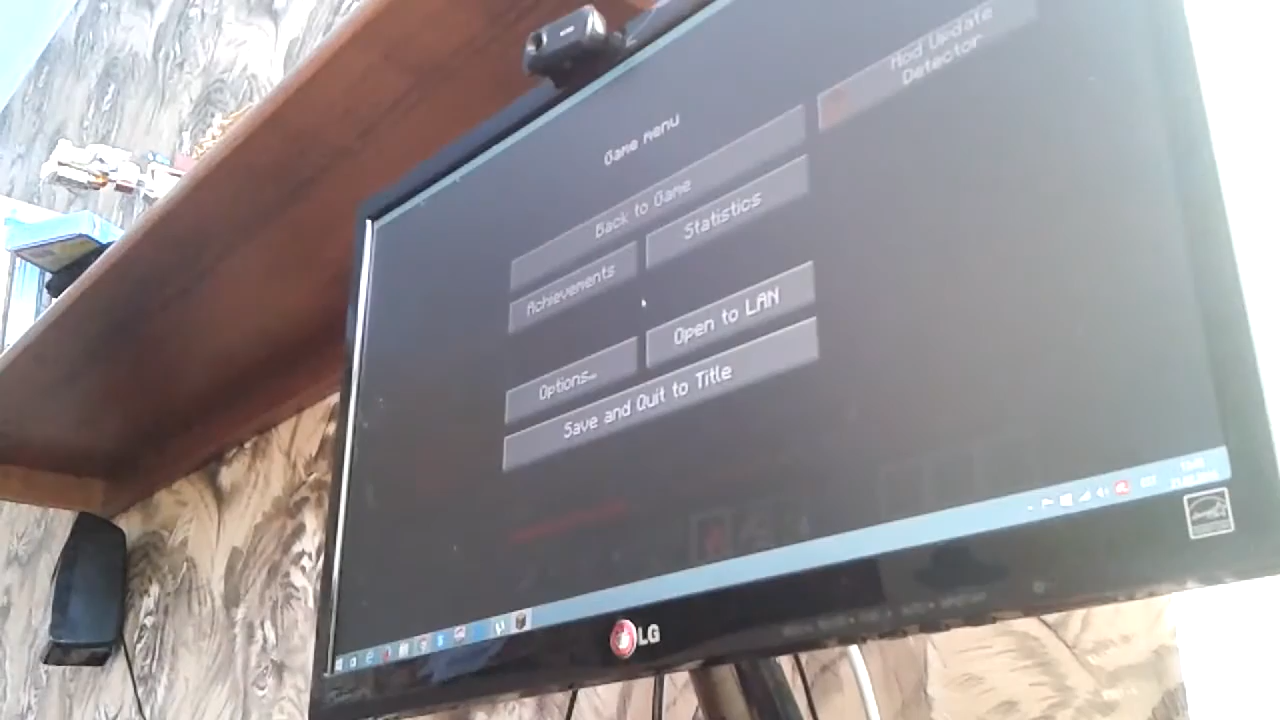 Mod Update
Detector
Game menu
Back to Game
Achievements
Statistics
Options...
Open to LAN
Save and Quit to Title
LG